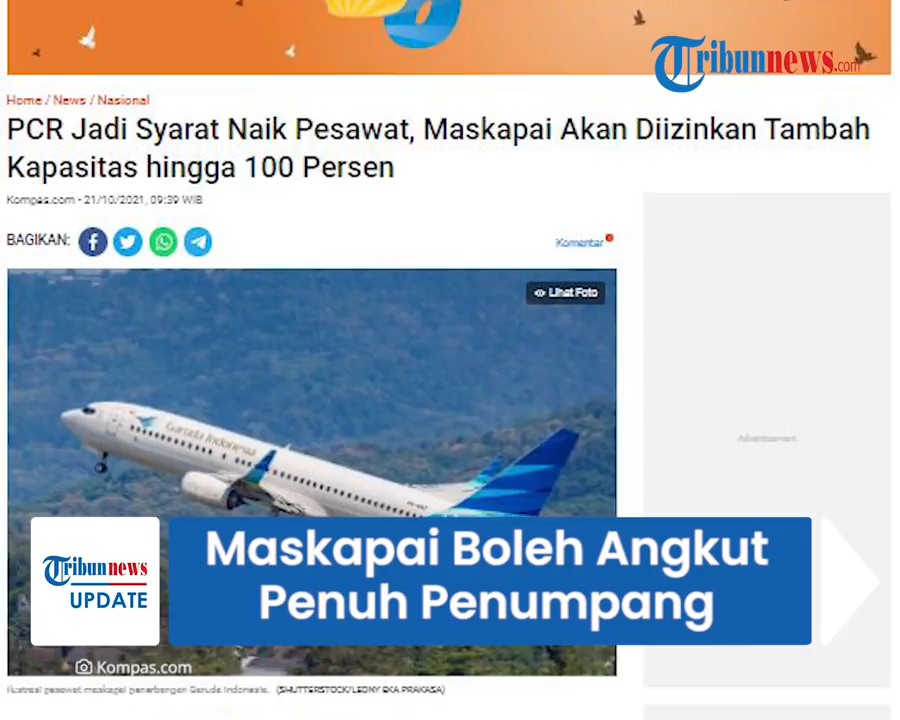 Tribunnews.com
Home / News / Nasional
PCR Jadi Syarat Naik Pesawat, Maskapai Akan Diizinkan Tambah
Kapasitas hingga 100 Persen
Kompas.com - 21/10/2021, 09:39 WIB
BAGIKAN:
Komentar
Lihat Foto
Garuda Indonesia
Advertisement
Tribunnews
UPDATE
Maskapai Boleh Angkut
Penuh Penumpang
Kompas.com
Ilustrasi pesawat maskapai penerbangan Garuda Indonesia. (SHUTTERSTOCK/LEONY EKA PRAKASA)